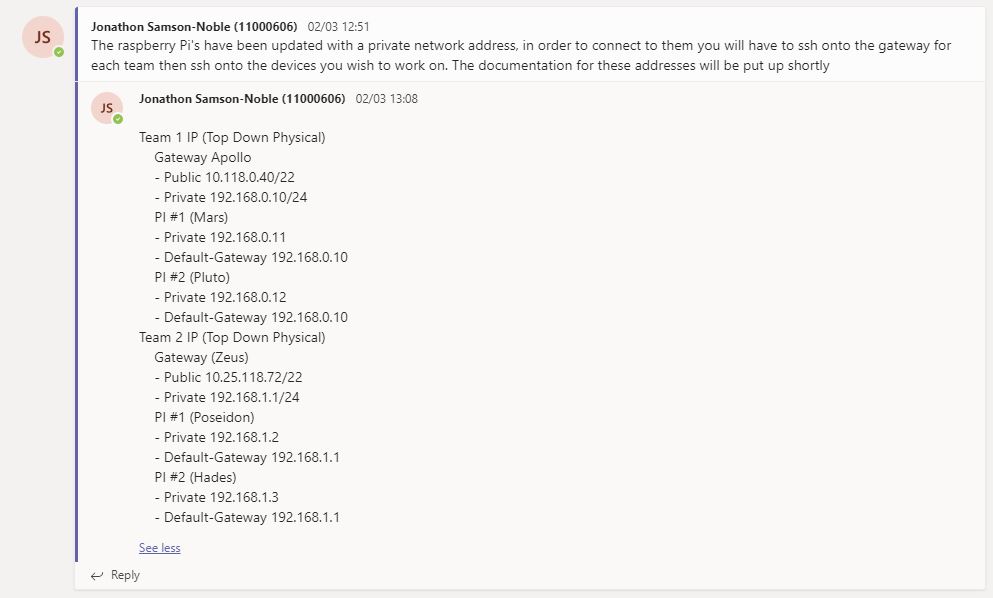 JS
Jonathon Samson-Noble (11000606) 02/03 12:51
The raspberry Pi's have been updated with a private network address, in order to connect to them you will have to ssh onto the gateway for
each team then ssh onto the devices you wish to work on. The documentation for these addresses will be put up shortly
JS
Jonathon Samson-Noble (11000606) 02/03 13:08
Team 1 IP (Top Down Physical)
Gateway Apollo
- Public 10.118.0.40/22
- Private 192.168.0.10/24
PI #1 (Mars)
- Private 192.168.0.11
- Default-Gateway 192.168.0.10
PI #2 (Pluto)
- Private 192.168.0.12
- Default-Gateway 192.168.0.10
Team 2 IP (Top Down Physical)
Gateway (Zeus)
- Public 10.25.118.72/22
- Private 192.168.1.1/24
PI #1 (Poseidon)
- Private 192.168.1.2
- Default-Gateway 192.168.1.1
PI #2 (Hades)
- Private 192.168.1.3
- Default-Gateway 192.168.1.1
See less
Reply